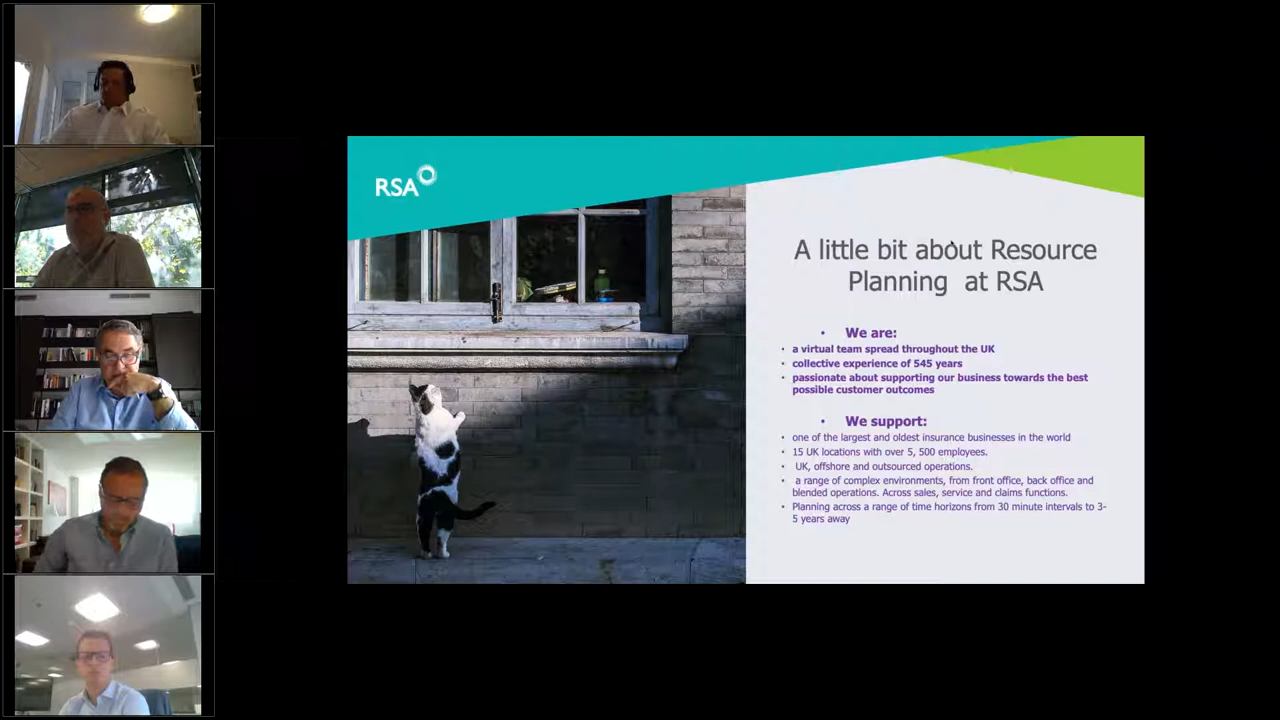 RSA
A little bit about Resource
Planning at RSA
• We are:
• a virtual team spread throughout the UK
• collective experience of 545 years
• passionate about supporting our business towards the best
possible customer outcomes
• We support:
• one of the largest and oldest insurance businesses in the world
• 15 UK locations with over 5, 500 employees.
• UK, offshore and outsourced operations.
• a range of complex environments, from front office, back office and
blended operations. Across sales, service and claims functions.
• Planning across a range of time horizons from 30 minute intervals to 3-
5 years away